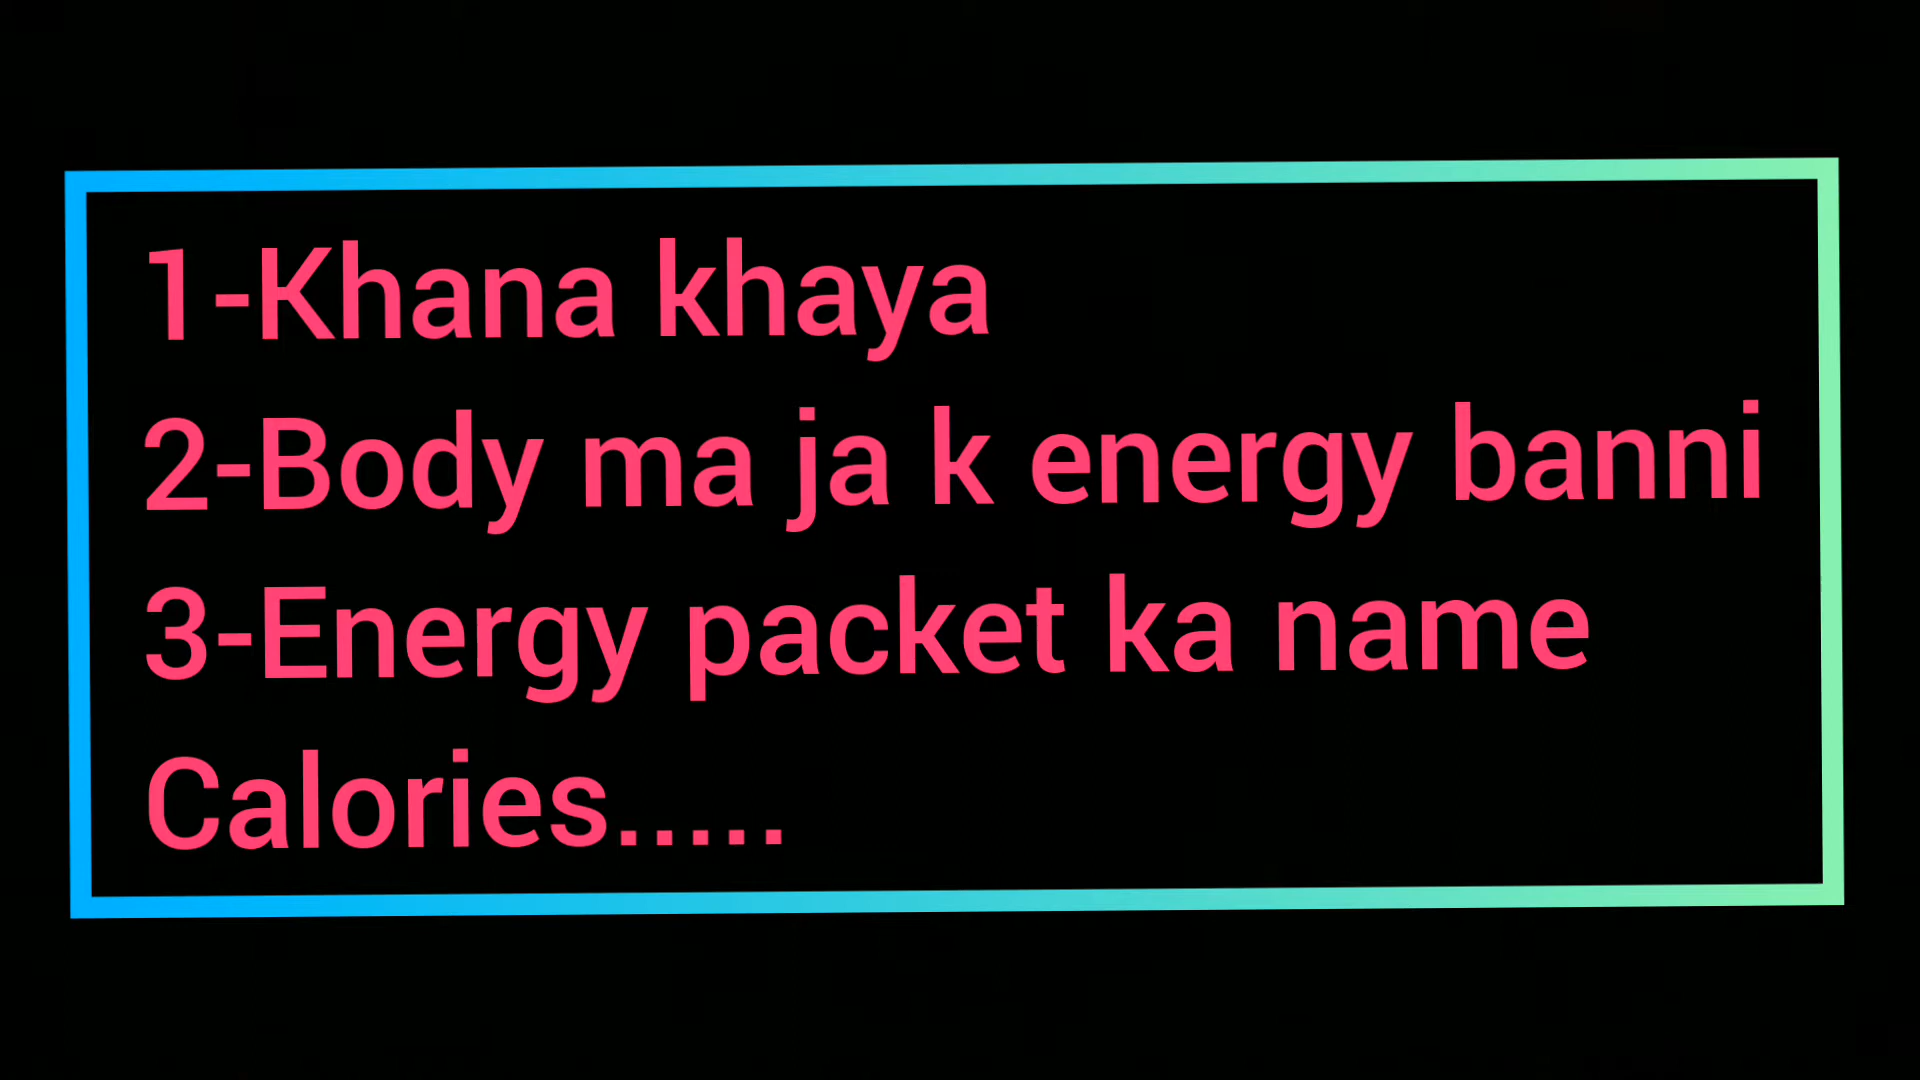 1-Khana khaya
2-Body ma ja k energy banni
3-Energy packet ka name
Calories.....